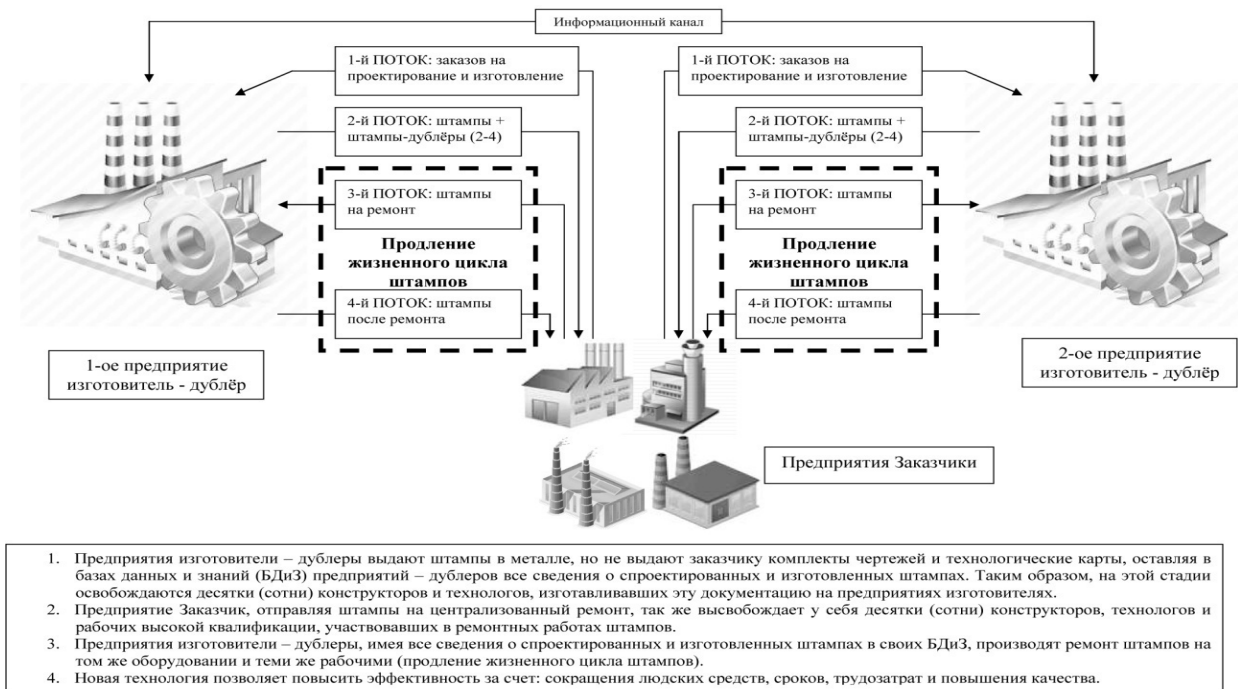 Информационный канал
1-й ПОТОК: заказов на
проектирование и изготовление
2-й ПОТОК: штампы +
штампы-дублёры (2-4)
3-й ПОТОК: штампы
на ремонт
Продление
жизненного цикла
штампов
4-й ПОТОК: штампы
после ремонта
1-ое предприятие
изготовитель - дублёр
1-й ПОТОК: заказов на
проектирование и изготовление
2-й ПОТОК: штампы +
штампы-дублёры (2-4)
3-й ПОТОК: штампы
на ремонт
Продление
жизненного цикла
штампов
4-й ПОТОК: штампы
после ремонта
2-ое предприятие
изготовитель - дублёр
Предприятия Заказчики
1. Предприятия изготовители – дублеры выдают штампы в металле, но не выдают заказчику комплекты чертежей и технологические карты, оставляя в
базах данных и знаний (БДиЗ) предприятий – дублеров все сведения о спроектированных и изготовленных штампах. Таким образом, на этой стадии
освобождаются десятки (сотни) конструкторов и технологов, изготавливавших эту документацию на предприятиях изготовителях.
2. Предприятие Заказчик, отправляя штампы на централизованный ремонт, так же высвобождает у себя десятки (сотни) конструкторов, технологов и
рабочих высокой квалификации, участвовавших в ремонтных работах штампов.
3. Предприятия изготовители – дублеры, имея все сведения о спроектированных и изготовленных штампах в своих БДиЗ, производят ремонт штампов на
том же оборудовании и теми же рабочими (продление жизненного цикла штампов).
4. Новая технология позволяет повысить эффективность за счет: сокращения людских средств, сроков, трудозатрат и повышения качества.